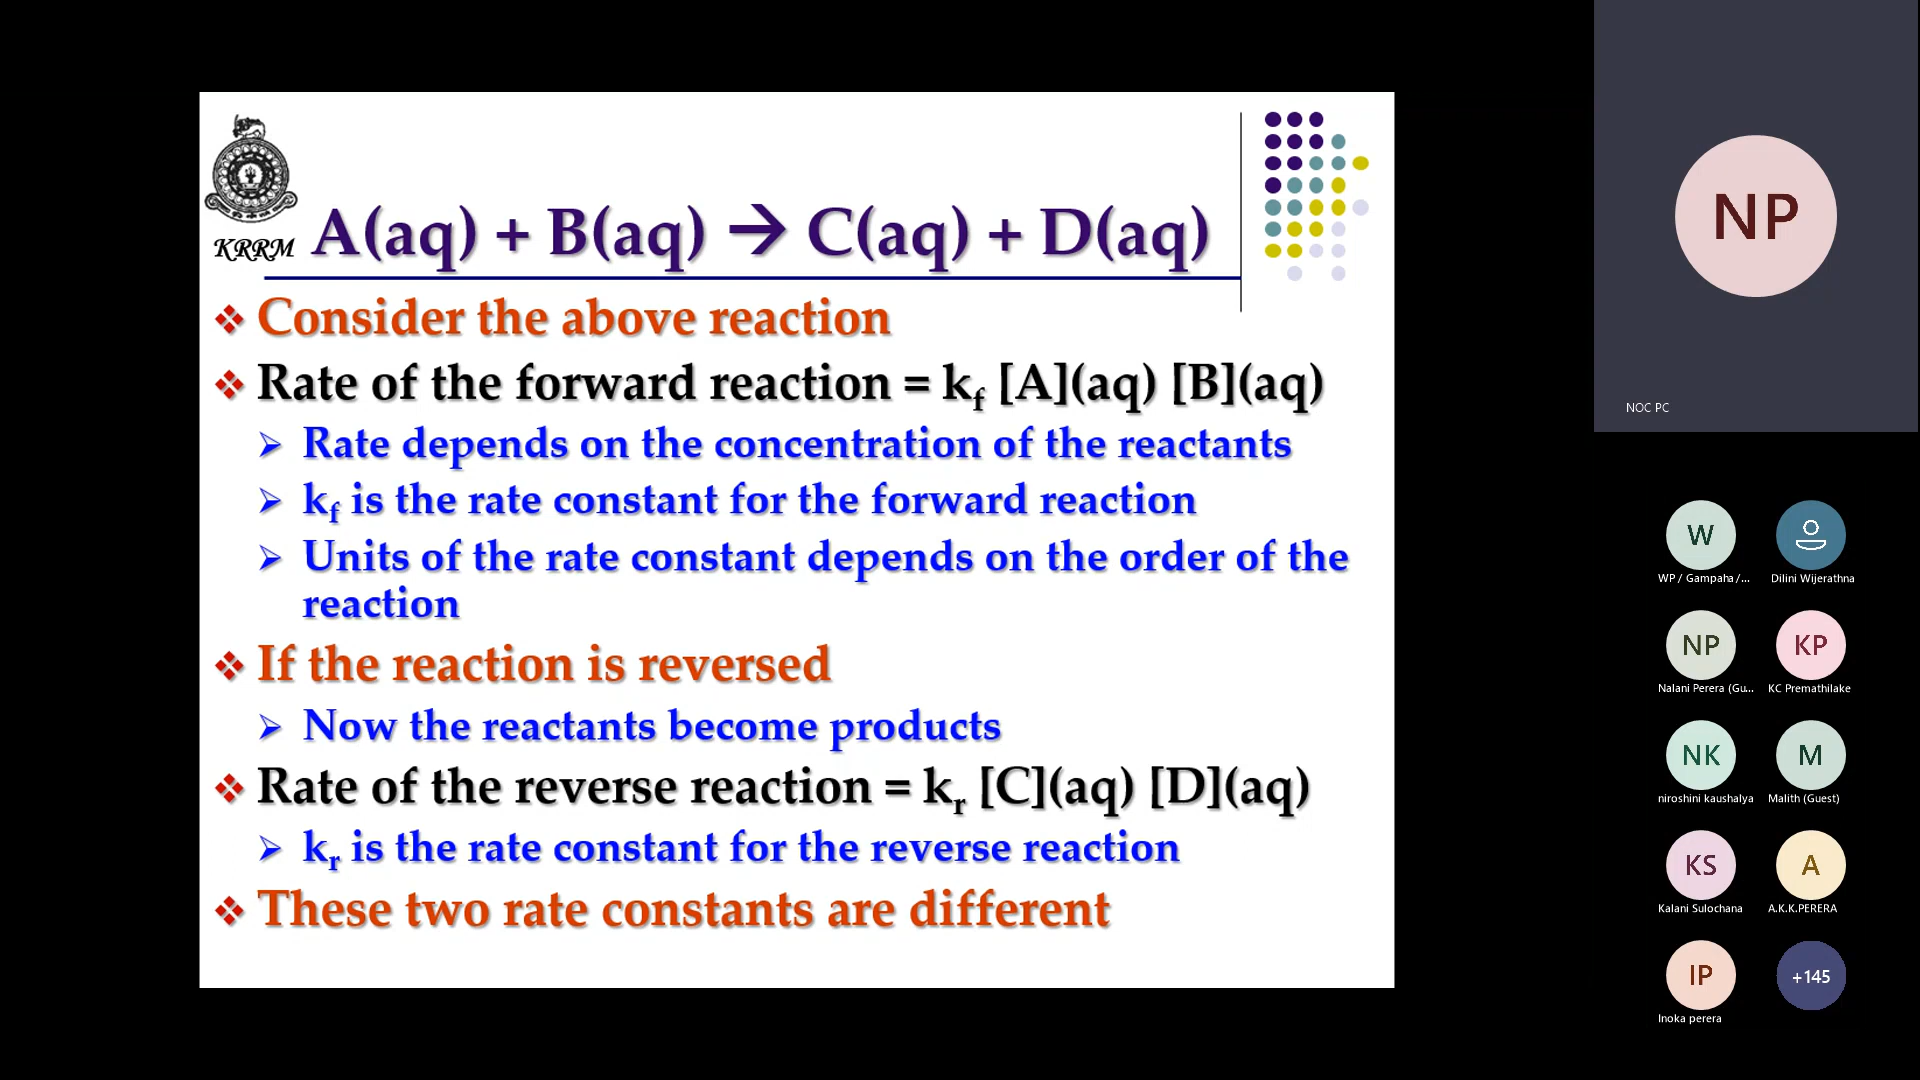 KRRM
A(aq) + B(aq) → C(aq) + D(aq)
❖ Consider the above reaction
❖ Rate of the forward reaction = kf [A](aq) [B](aq)
➢ Rate depends on the concentration of the reactants
➢ kf is the rate constant for the forward reaction
➢ Units of the rate constant depends on the order of the
reaction
❖ If the reaction is reversed
➢ Now the reactants become products
❖ Rate of the reverse reaction = kr [C](aq) [D](aq)
➢ kr is the rate constant for the reverse reaction
❖ These two rate constants are different
NP
NOC PC
W
WP / Gampaha /...
Dilini Wijerathna
NP
Nalani Perera (Gu...
KP
KC Premathilake
NK
niroshini kaushalya
M
Malith (Guest)
KS
Kalani Sulochana
A
A.K.K.PERERA
IP
Inoka perera
+145